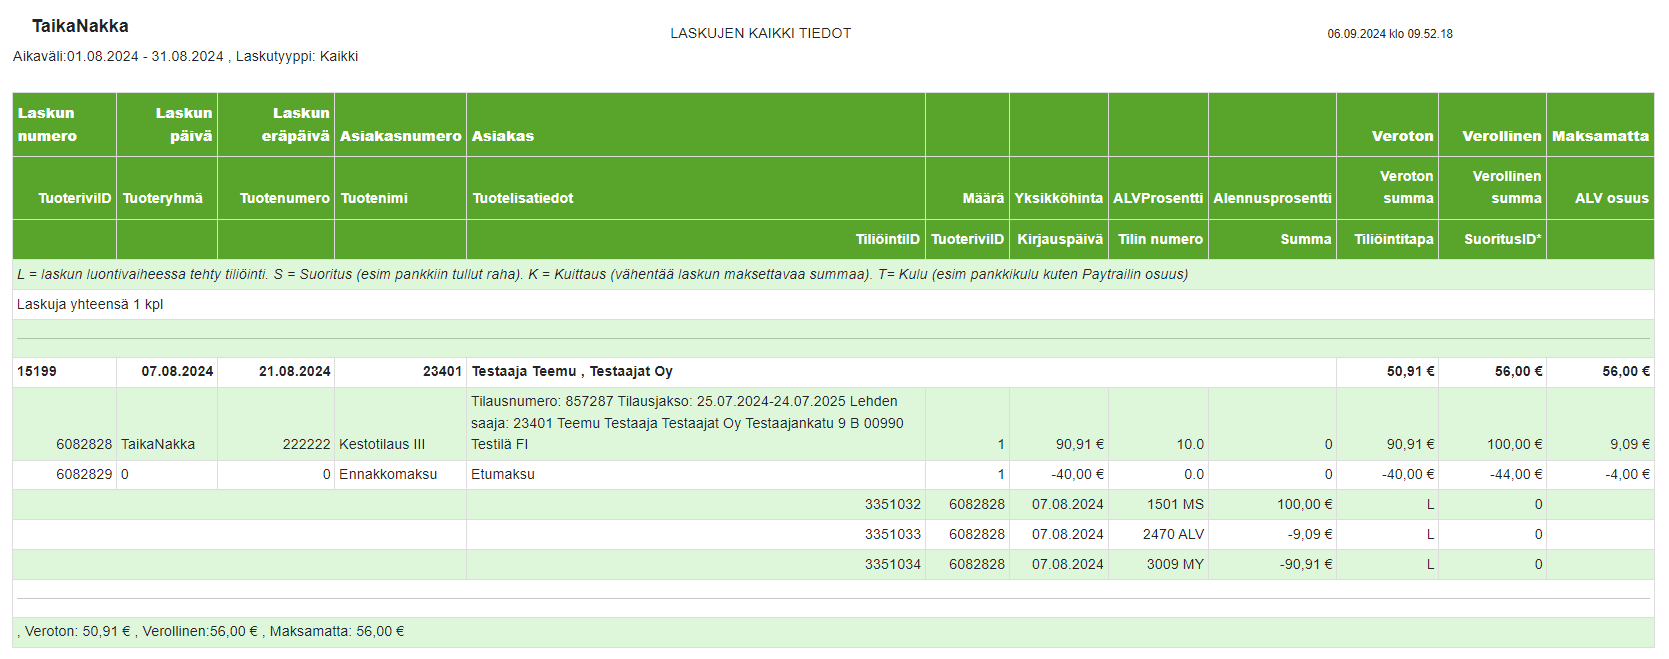 TaikaNakka
LASKUJEN KAIKKI TIEDOT
06.09.2024 klo 09.52.18
Aikaväli:01.08.2024 - 31.08.2024 , Laskutyyppi: Kaikki
Laskun numero Laskun päivä Laskun eräpäivä Asiakasnumero Asiakas Veroton Verollinen Maksamatta
TuoteriviID Tuoteryhmä Tuotenumero Tuotenimi Tuotelisatiedot Määrä Yksikköhinta ALVProsentti Alennusprosentti Veroton summa Verollinen summa ALV osuus
TiliöintiID TuoteriviID Kirjauspäivä Tilin numero Summa Tiliöintitapa SuoritusID*
L = laskun luontivaiheessa tehty tiliöinti. S = Suoritus (esim pankkiin tullut raha). K = Kuittaus (vähentää laskun maksettavaa summaa). T= Kulu (esim pankkikulu kuten Paytrailin osuus)
Laskuja yhteensä 1 kpl
15199 07.08.2024 21.08.2024 23401 Testaaja Teemu , Testaajat Oy 50,91 € 56,00 € 56,00 €
Tilausnumero: 857287 Tilausjakso: 25.07.2024-24.07.2025 Lehden
saaja: 23401 Teemu Testaaja Testaajat Oy Testaajankatu 9 B 00990
6082828 TaikaNakka 222222 Kestotilaus III Testilä FI 1 90,91 € 10.0 0 90,91 € 100,00 € 9,09 €
6082829 0 0 Ennakkomaksu Etumaksu 1 -40,00 € 0.0 0 -40,00 € -44,00 € -4,00 €
3351032 6082828 07.08.2024 1501 MS 100,00 € L 0
3351033 6082828 07.08.2024 2470 ALV -9,09 € L 0
3351034 6082828 07.08.2024 3009 MY -90,91 € L 0
, Veroton: 50,91 € , Verollinen:56,00 € , Maksamatta: 56,00 €